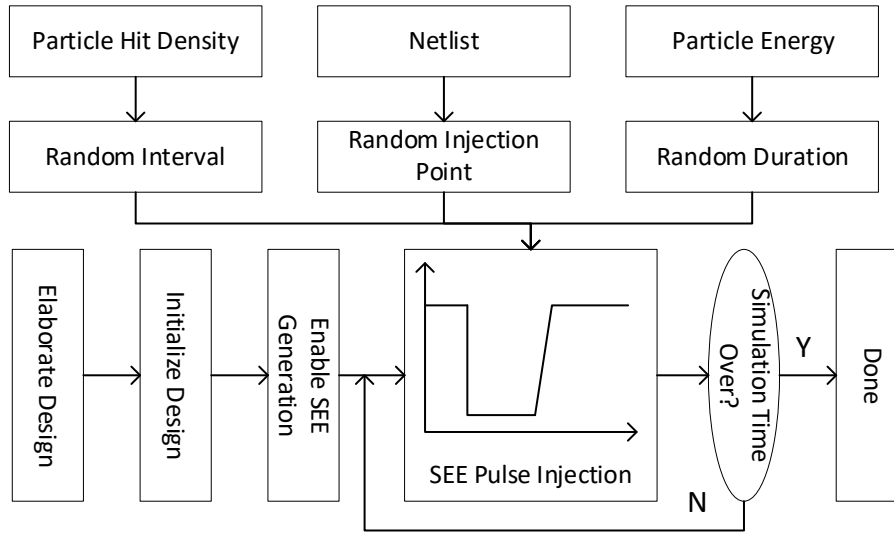 Particle Hit Density
Netlist
Particle Energy
Random Interval
Random Injection
Point
Random Duration
Elaborate Design
Initialize Design
Enable SEE
Generation
SEE Pulse Injection
Simulation Time
Over?
Y
N
Done